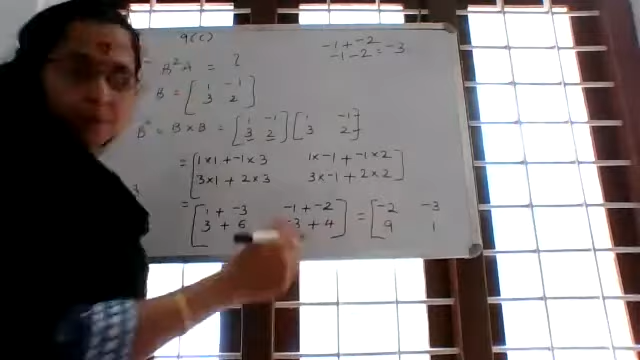 9(c)
-1 + -2
-1 - 2 = -3
B²A = ?
B = [1 -1
3 2]
B² = B × B = [1 -1 [1 -1
3 2] 3 2]
= [1×1 + -1×3 1×-1 + -1×2
3×1 + 2×3 3×-1 + 2×2]
= [1 + -3 -1 + -2 = [-2 -3
3 + 6 -3 + 4] 9 1